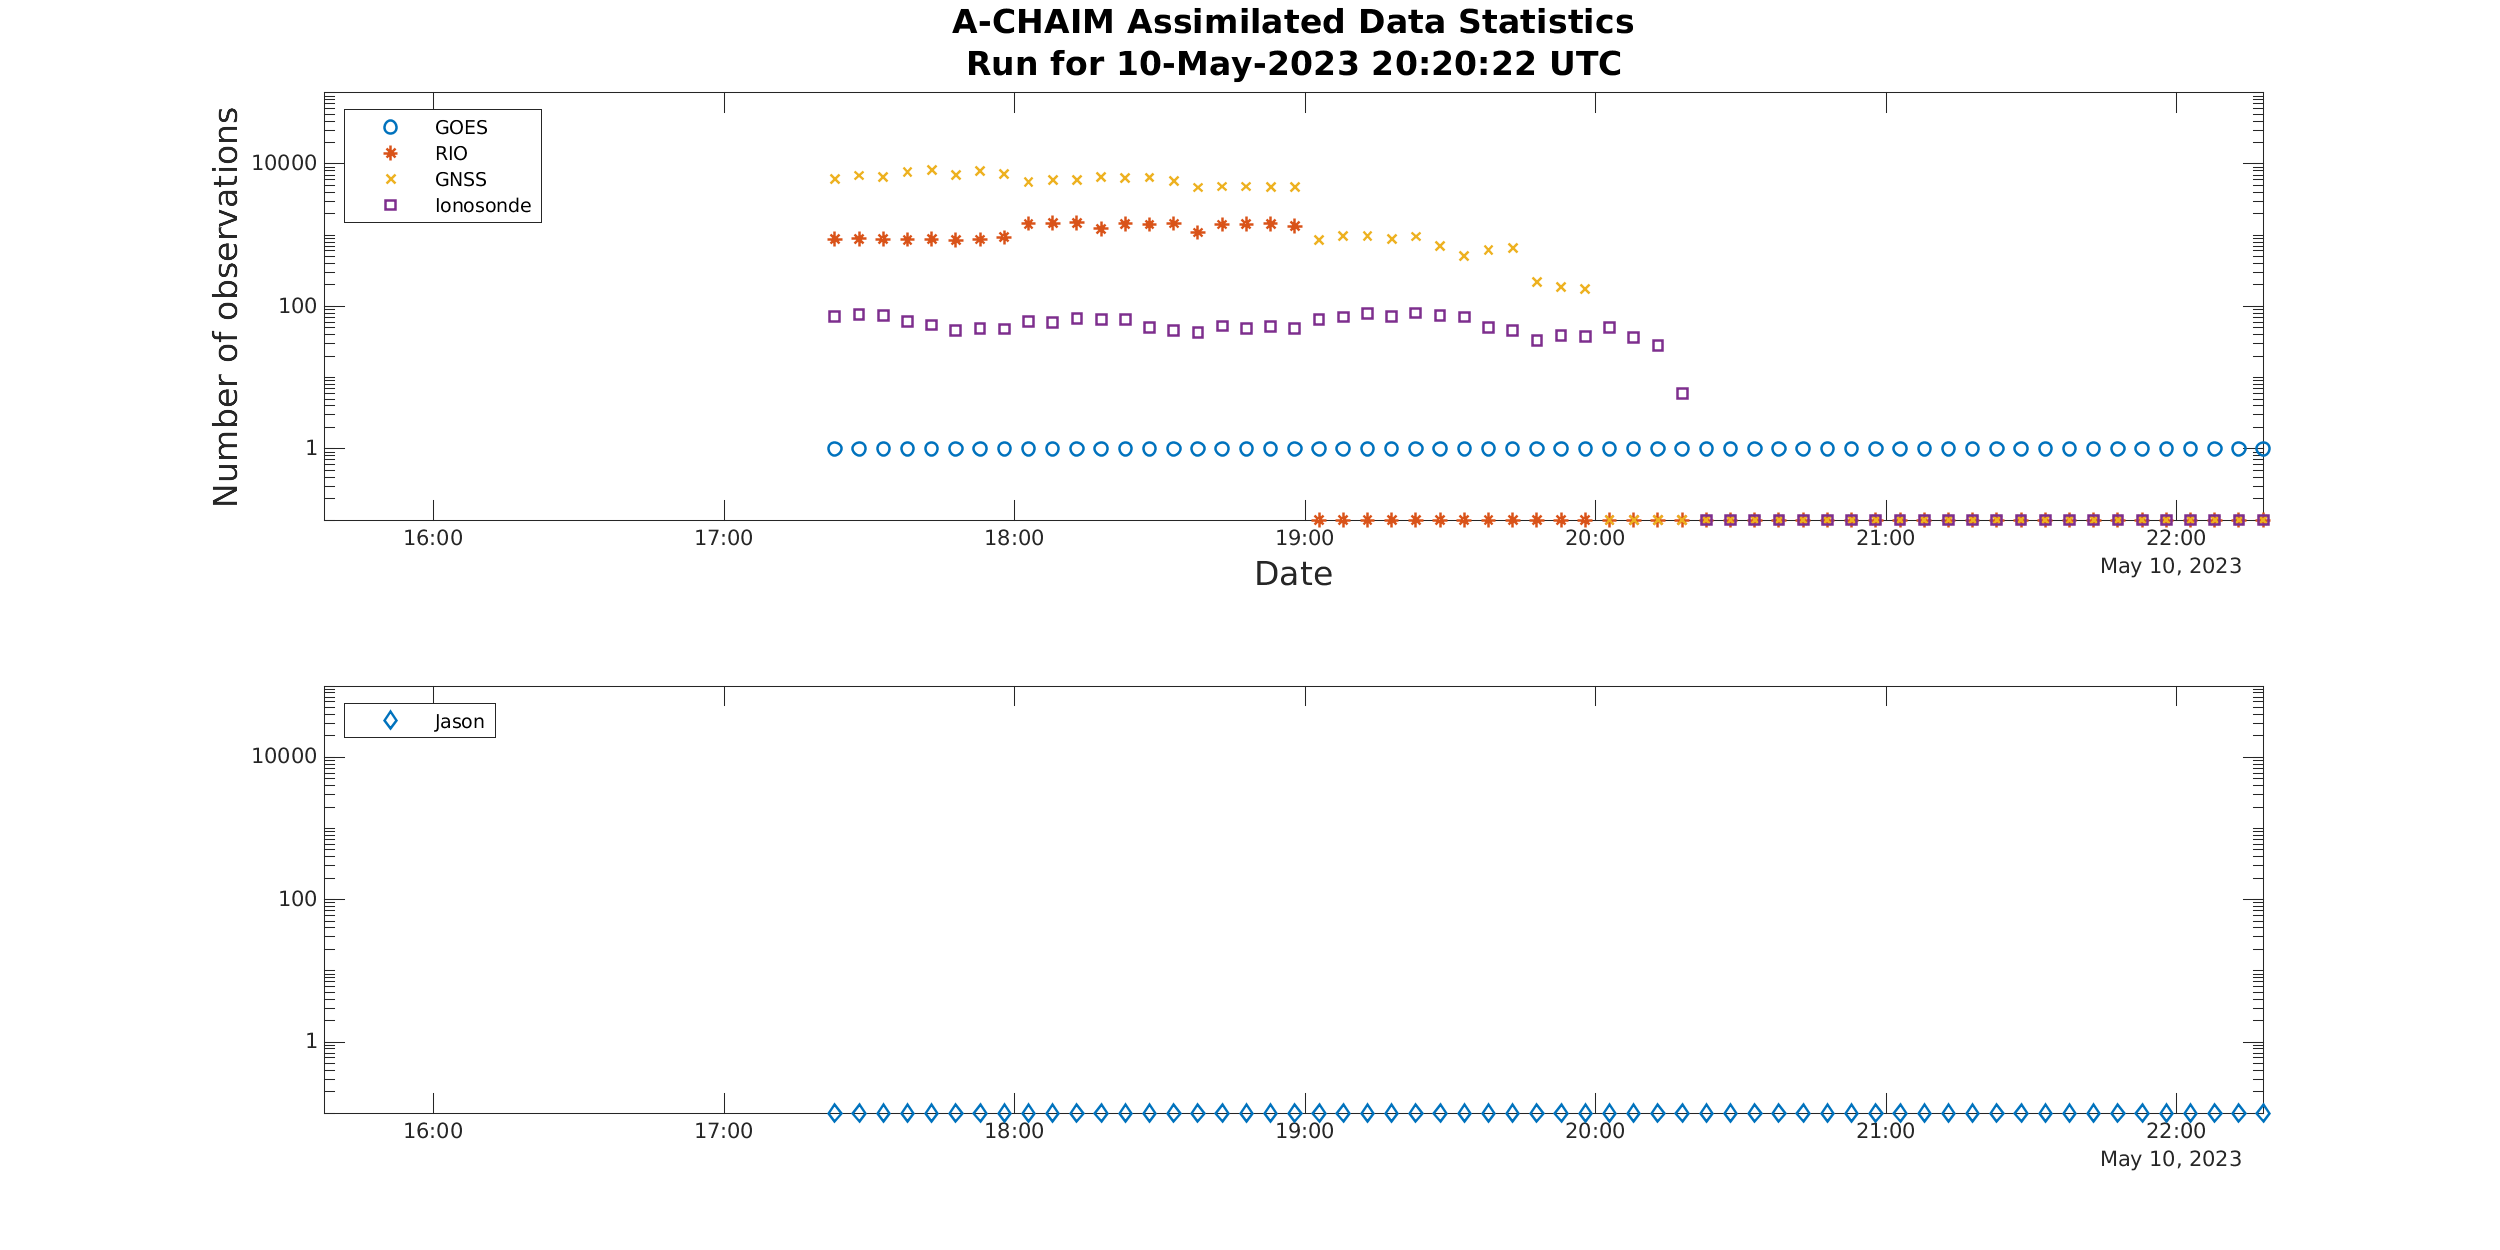 A-CHAIM Assimilated Data Statistics
Run for 10-May-2023 20:20:22 UTC
Number of observations
10000
100
1
GOES
RIO
GNSS
Ionosonde
16:00 17:00 18:00 19:00 20:00 21:00 22:00
Date
May 10, 2023
10000
100
1
Jason
16:00 17:00 18:00 19:00 20:00 21:00 22:00
May 10, 2023